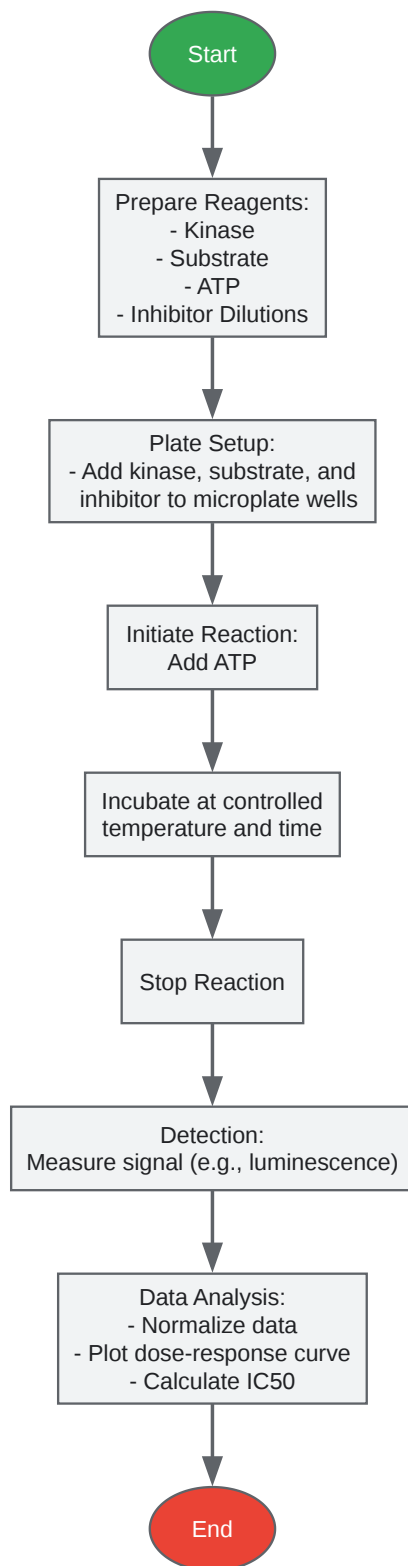 Start
Prepare Reagents:
- Kinase
- Substrate
- ATP
- Inhibitor Dilutions
Plate Setup:
- Add kinase, substrate, and
inhibitor to microplate wells
Initiate Reaction:
Add ATP
Incubate at controlled
temperature and time
Stop Reaction
Detection:
Measure signal (e.g., luminescence)
Data Analysis:
- Normalize data
- Plot dose-response curve
- Calculate IC50
End